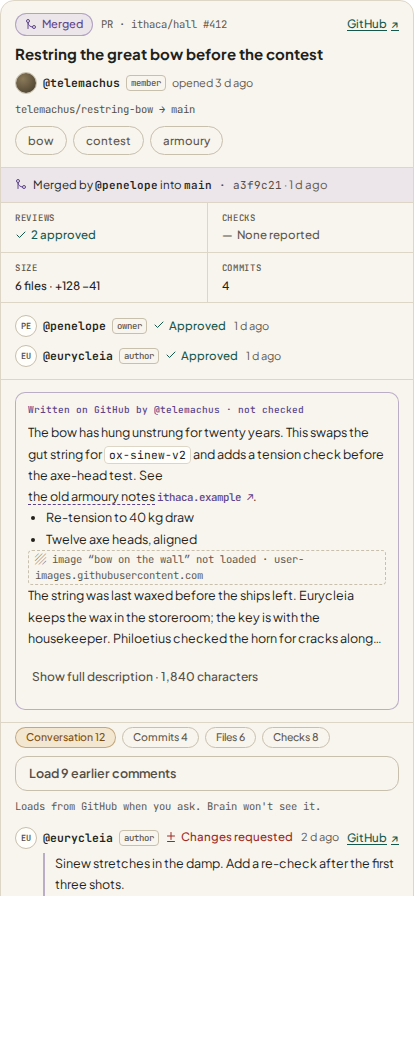 Merged PR · ithaca/hall #412 GitHub ↗
Restring the great bow before the contest
@telemachus member opened 3 d ago
telemachus/restring-bow → main
bow contest armoury
Merged by @penelope into main · a3f9c21 · 1 d ago
REVIEWS
✓ 2 approved
CHECKS
— None reported
SIZE
6 files · +128 −41
COMMITS
4
PE @penelope owner ✓ Approved 1 d ago
EU @eurycleia author ✓ Approved 1 d ago
Written on GitHub by @telemachus · not checked
The bow has hung unstrung for twenty years. This swaps the
gut string for ox-sinew-v2 and adds a tension check before
the axe-head test. See
the old armoury notes ithaca.example ↗.
• Re-tension to 40 kg draw
• Twelve axe heads, aligned
image “bow on the wall” not loaded · user-
images.githubusercontent.com
The string was last waxed before the ships left. Eurycleia
keeps the wax in the storeroom; the key is with the
housekeeper. Philoetius checked the horn for cracks along…
Show full description · 1,840 characters
Conversation 12 Commits 4 Files 6 Checks 8
Load 9 earlier comments
Loads from GitHub when you ask. Brain won't see it.
EU @eurycleia author ± Changes requested 2 d ago GitHub ↗
Sinew stretches in the damp. Add a re-check after the first
three shots.